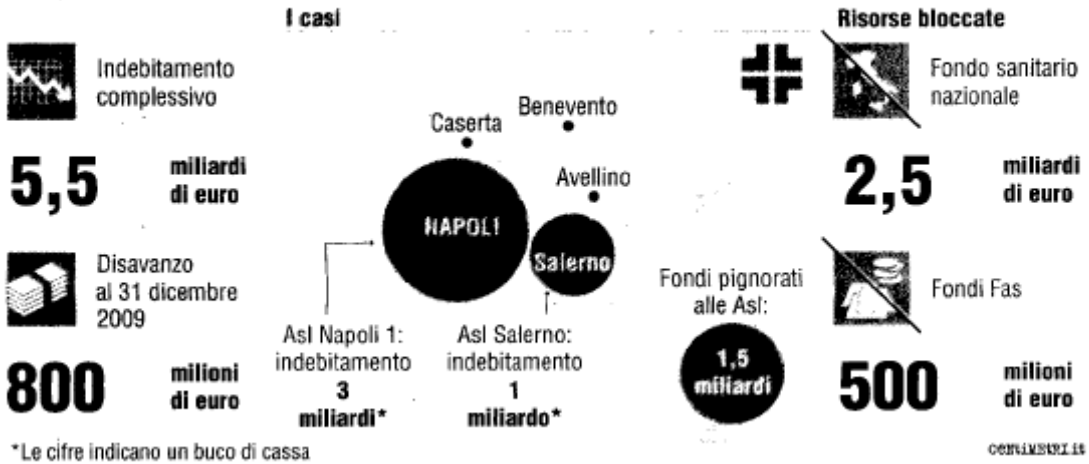 I casi
Risorse bloccate
Indebitamento
complessivo
5,5
miliardi
di euro
Disavanzo
al 31 dicembre
2009
800
milioni
di euro
Caserta
Benevento
Avellino
NAPOLI
Salerno
Asl Napoli 1:
indebitamento
3
miliardi*
Asl Salerno:
indebitamento
1
miliardo*
Fondi pignorati
alle Asl:
1,5
miliardi
Fondo sanitario
nazionale
2,5
miliardi
di euro
Fondi Fas
500
milioni
di euro
*Le cifre indicano un buco di cassa
CENTIMETRI.it